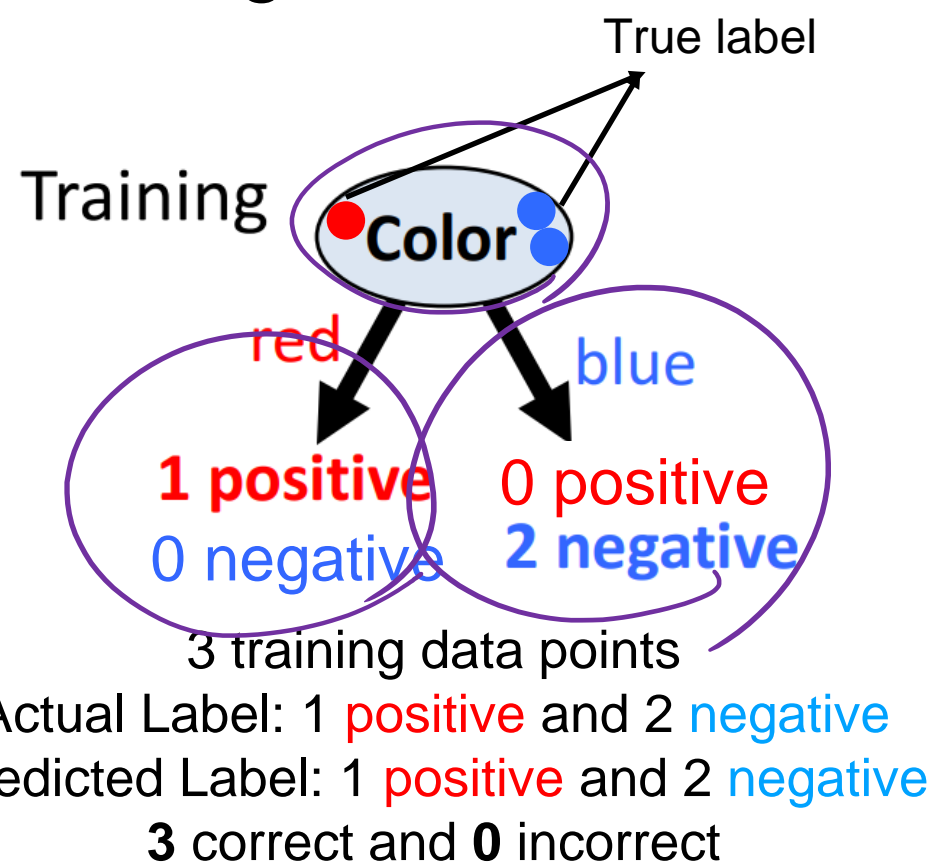 True label
Training
Color
red
blue
1 positive
0 positive
0 negative
2 negative
3 training data points
Actual Label: 1 positive and 2 negative
edicted Label: 1 positive and 2 negative
3 correct and 0 incorrect